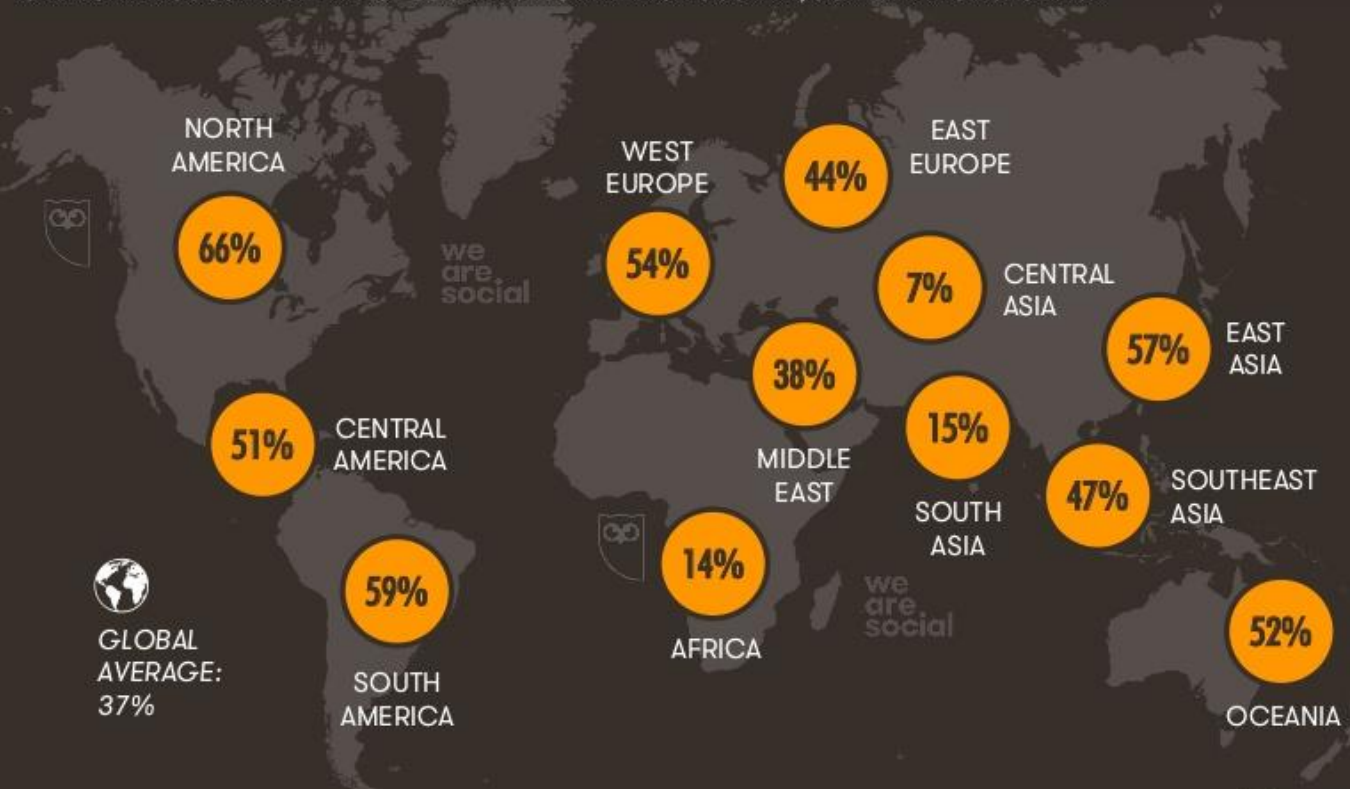 NORTH
AMERICA
66%
we
are
social
WEST
EUROPE
54%
44%
EAST
EUROPE
7%
CENTRAL
ASIA
57%
EAST
ASIA
38%
MIDDLE
EAST
15%
SOUTH
ASIA
47%
SOUTHEAST
ASIA
51%
CENTRAL
AMERICA
59%
SOUTH
AMERICA
14%
AFRICA
we
are
social
52%
OCEANIA
GLOBAL
AVERAGE:
37%